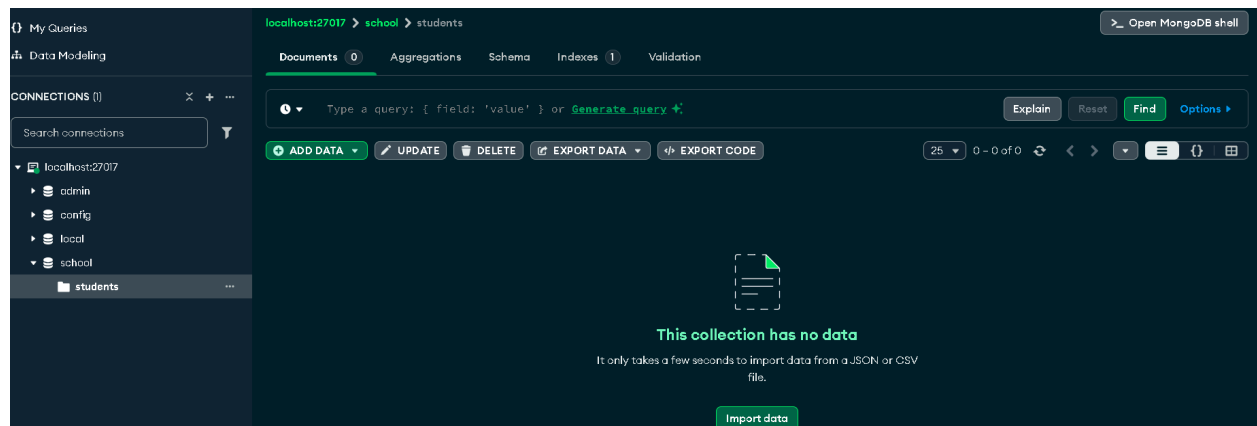 {} My Queries
Data Modeling
CONNECTIONS (1)
Search connections
localhost:27017
admin
config
local
school
students
localhost:27017 > school > students
>_ Open MongoDB shell
Documents 0 Aggregations Schema Indexes 1 Validation
Type a query: { field: 'value' } or Generate query
Explain Reset Find Options
ADD DATA UPDATE DELETE EXPORT DATA </> EXPORT CODE
25 0 – 0 of 0 {}
This collection has no data
It only takes a few seconds to import data from a JSON or CSV
file.
Import data